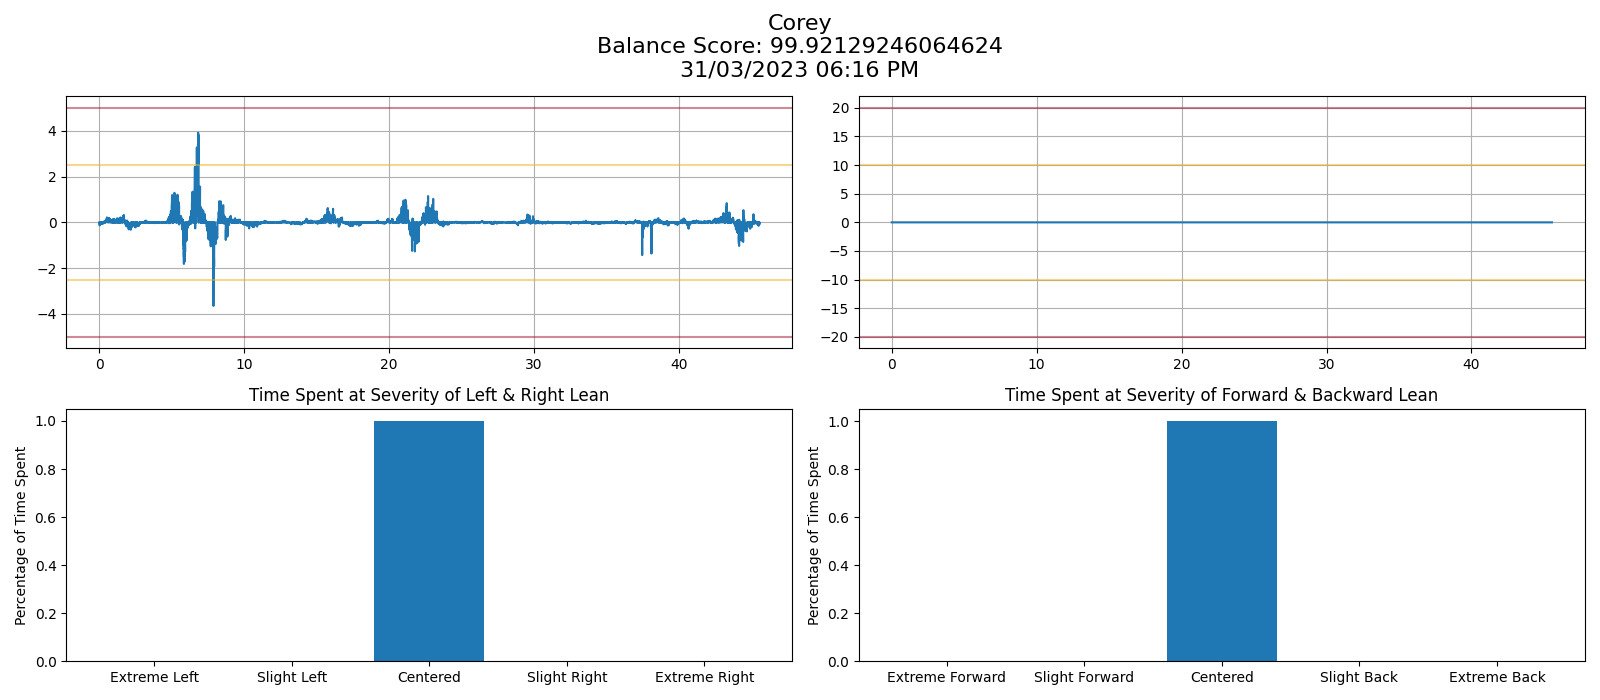 Corey
Balance Score: 99.92129246064624
31/03/2023 06:16 PM
4
2
0
−2
−4
0 10 20 30 40
20
15
10
5
0
−5
−10
−15
−20
0 10 20 30 40
Time Spent at Severity of Left & Right Lean
Percentage of Time Spent
1.0
0.8
0.6
0.4
0.2
0.0
Extreme Left Slight Left Centered Slight Right Extreme Right
Time Spent at Severity of Forward & Backward Lean
Percentage of Time Spent
1.0
0.8
0.6
0.4
0.2
0.0
Extreme Forward Slight Forward Centered Slight Back Extreme Back